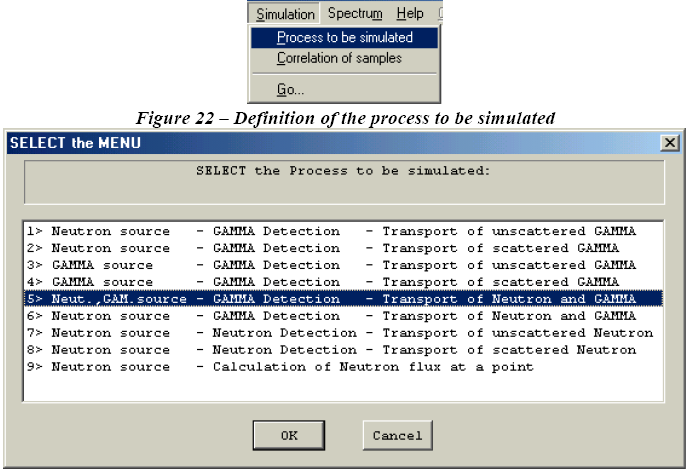 Simulation Spectrum Help
Process to be simulated
Correlation of samples
Go...
Figure 22 – Definition of the process to be simulated
SELECT the MENU
SELECT the Process to be simulated:
1> Neutron source - GAMMA Detection - Transport of unscattered GAMMA
2> Neutron source - GAMMA Detection - Transport of scattered GAMMA
3> GAMMA source - GAMMA Detection - Transport of unscattered GAMMA
4> GAMMA source - GAMMA Detection - Transport of scattered GAMMA
5> Neut.,GAM.source - GAMMA Detection - Transport of Neutron and GAMMA
6> Neutron source - GAMMA Detection - Transport of Neutron and GAMMA
7> Neutron source - Neutron Detection - Transport of unscattered Neutron
8> Neutron source - Neutron Detection - Transport of scattered Neutron
9> Neutron source - Calculation of Neutron flux at a point
OK Cancel